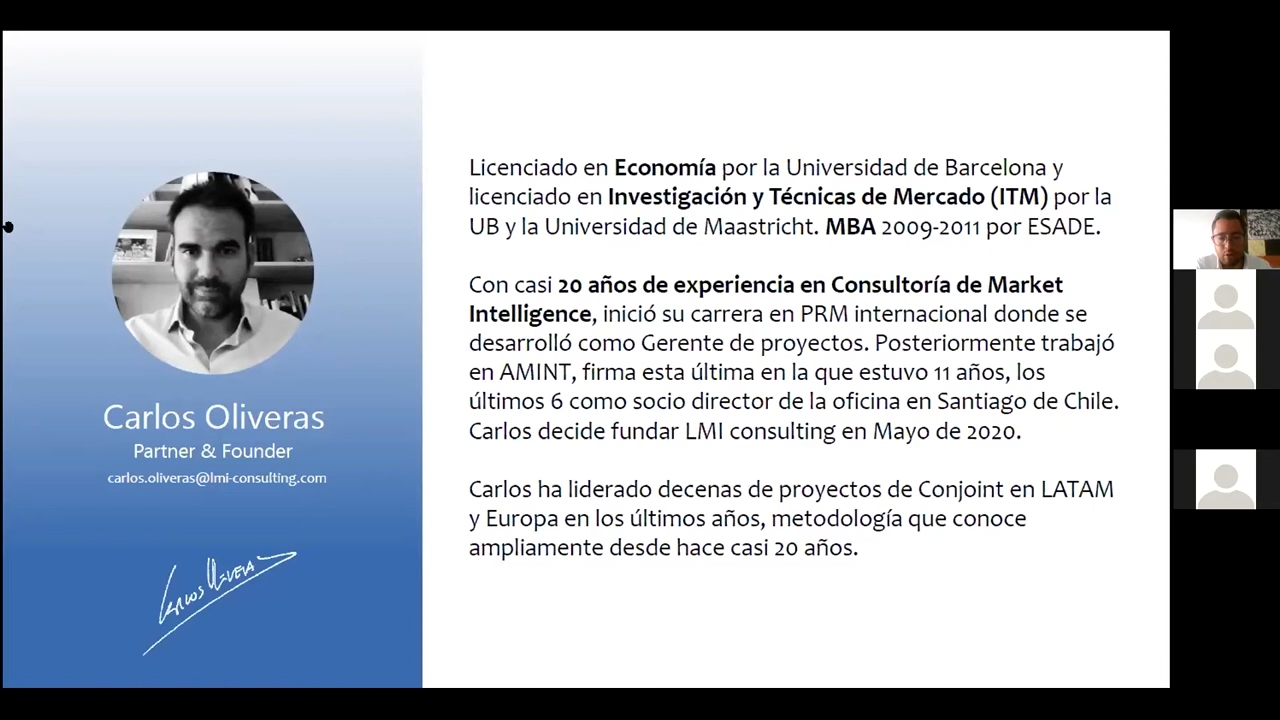 Licenciado en Economía por la Universidad de Barcelona y
licenciado en Investigación y Técnicas de Mercado (ITM) por la
UB y la Universidad de Maastricht. MBA 2009-2011 por ESADE.
Con casi 20 años de experiencia en Consultoría de Market
Intelligence, inició su carrera en PRM internacional donde se
desarrolló como Gerente de proyectos. Posteriormente trabajó
en AMINT, firma esta última en la que estuvo 11 años, los
últimos 6 como socio director de la oficina en Santiago de Chile.
Carlos decide fundar LMI consulting en Mayo de 2020.
Carlos ha liderado decenas de proyectos de Conjoint en LATAM
y Europa en los últimos años, metodología que conoce
ampliamente desde hace casi 20 años.
Carlos Oliveras
Partner & Founder
carlos.oliveras@lmi-consulting.com
Carlos Oliveras